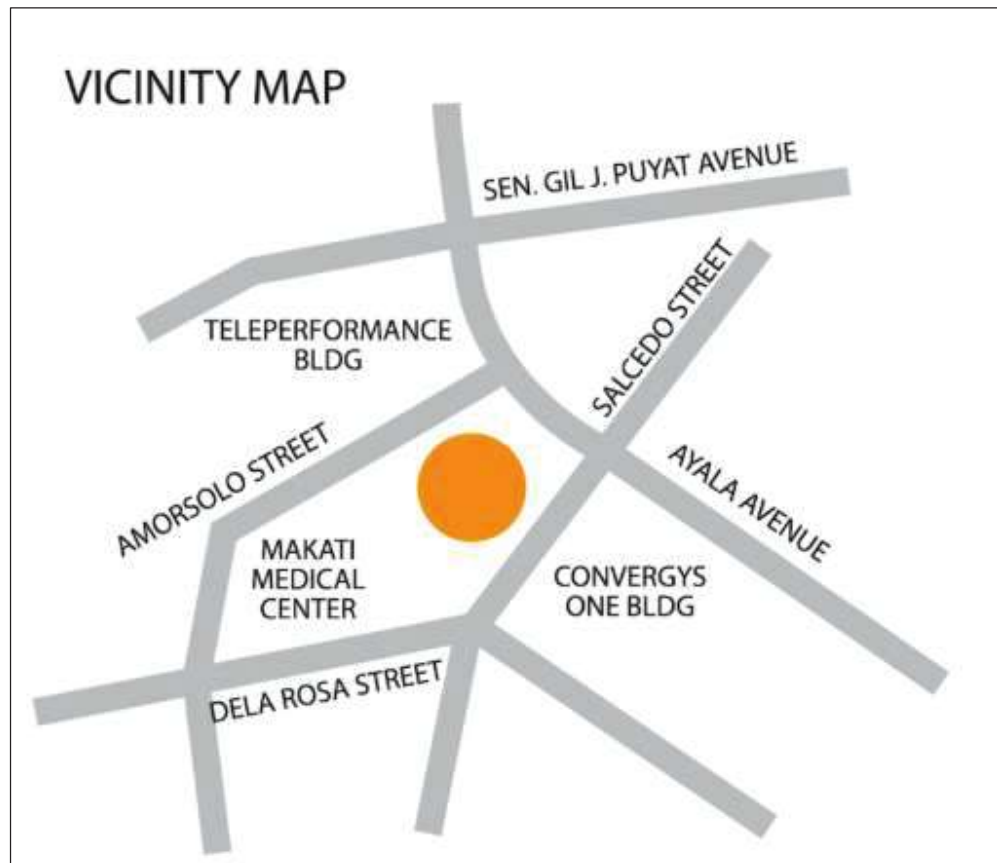 VICINITY MAP
SEN. GIL J. PUYAT AVENUE
TELEPERFORMANCE
BLDG
SALCEDO STREET
AMORSOLO STREET
AYALA AVENUE
MAKATI
MEDICAL
CENTER
CONVERGYS
ONE BLDG
DELA ROSA STREET